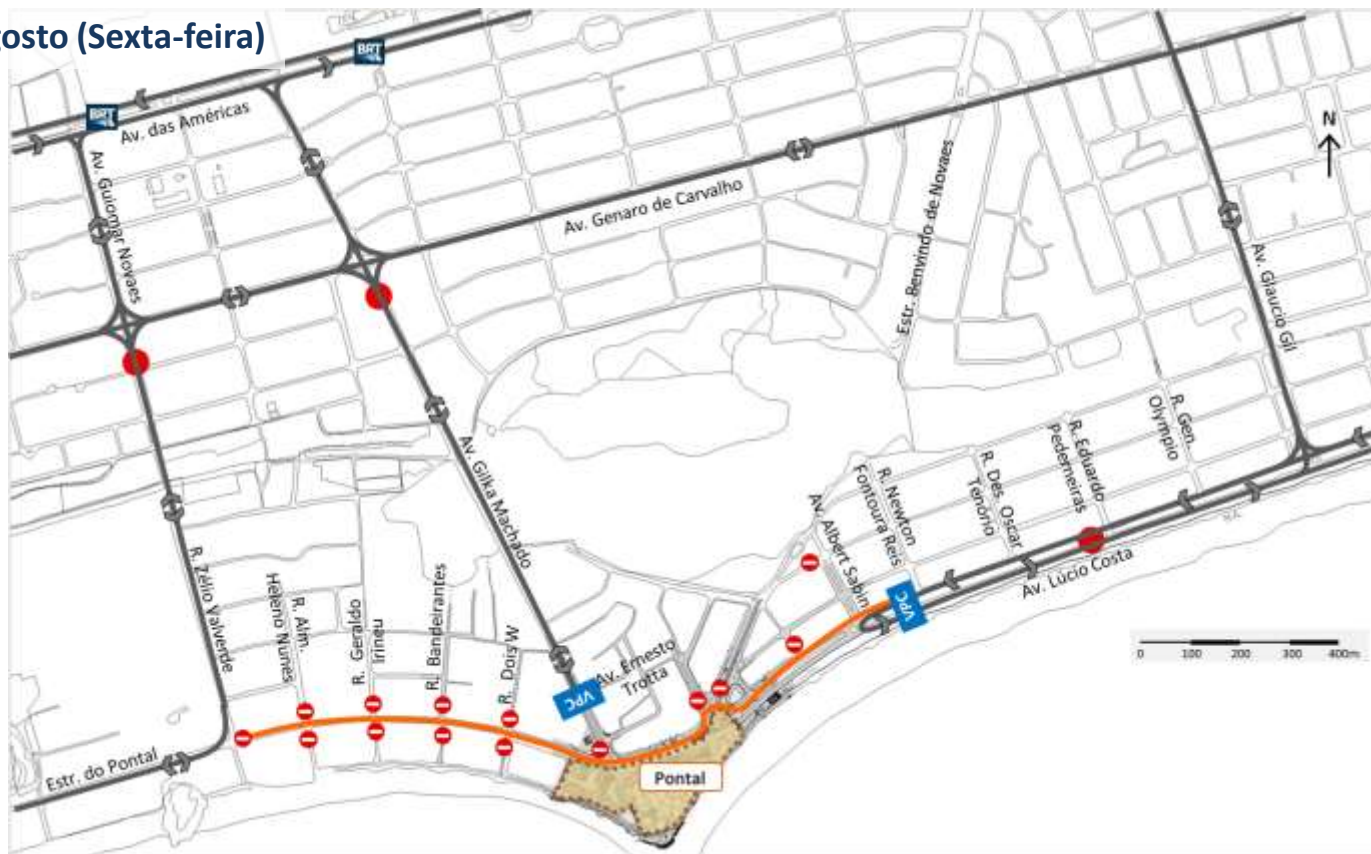 gosto (Sexta-feira)
BRT
BRT
Av. das Américas
N
Av. Guiomar Novaes
Av. Genaro de Carvalho
Estr. Benvindo de Novaes
Av. Glaucio Gil
R. Gen.
Olympio
R. Eduardo
Pederneiras
R. Des. Oscar
Tenório
R. Newton
Fontoura Reis
Av. Albert Sabin
Av. Gilka Machado
R. Zélio Valverde
R. Alm.
Heleno Nunes
R. Geraldo
Irineu
R. Bandeirantes
R. Dois W
Av. Ernesto
Trotta
VPC
VPC
Av. Lúcio Costa
0 100 200 300 400m
Estr. do Pontal
Pontal